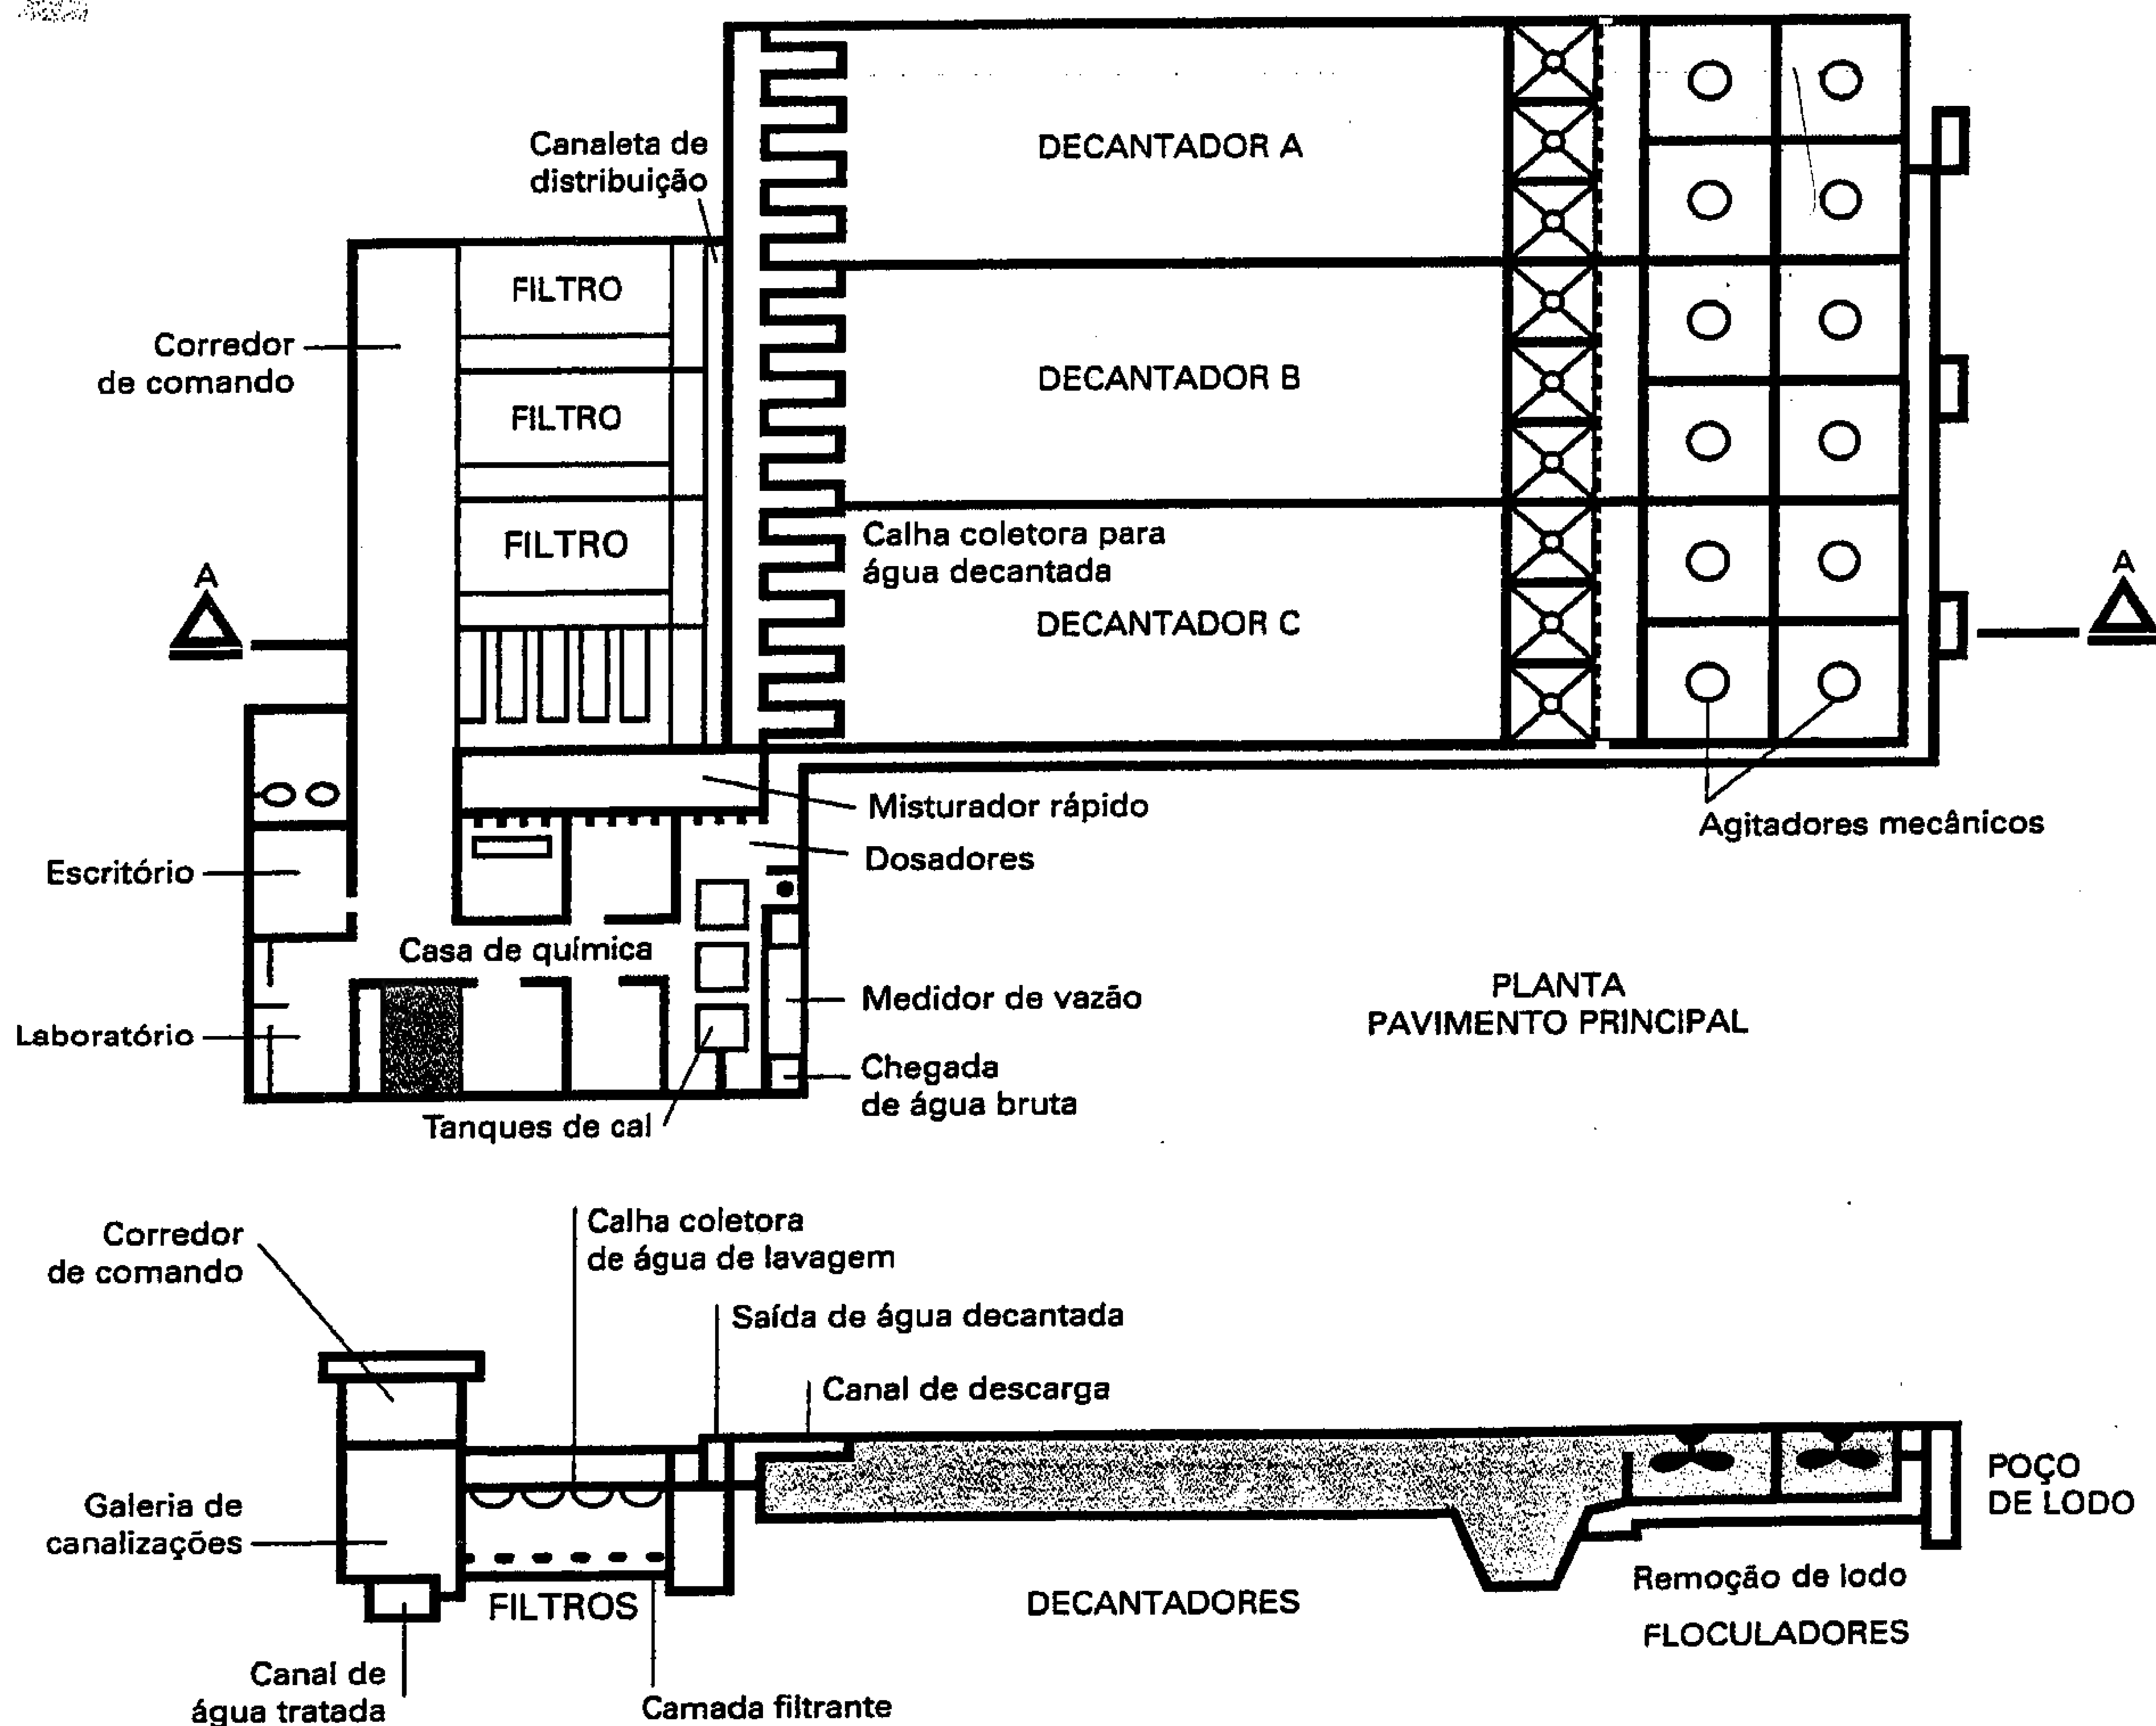 Canaleta de
distribuição
DECANTADOR A
FILTRO
Corredor
de comando
DECANTADOR B
FILTRO
FILTRO
Calha coletora para
água decantada
A
A
DECANTADOR C
Misturador rápido
Agitadores mecânicos
Dosadores
Escritório
Casa de química
PLANTA
PAVIMENTO PRINCIPAL
Medidor de vazão
Laboratório
Chegada
de água bruta
Tanques de cal
Corredor
de comando
Calha coletora
de água de lavagem
Saída de água decantada
Canal de descarga
POÇO
DE LODO
Galeria de
canalizações
Remoção de lodo
FILTROS
DECANTADORES
FLOCULADORES
Canal de
água tratada
Camada filtrante